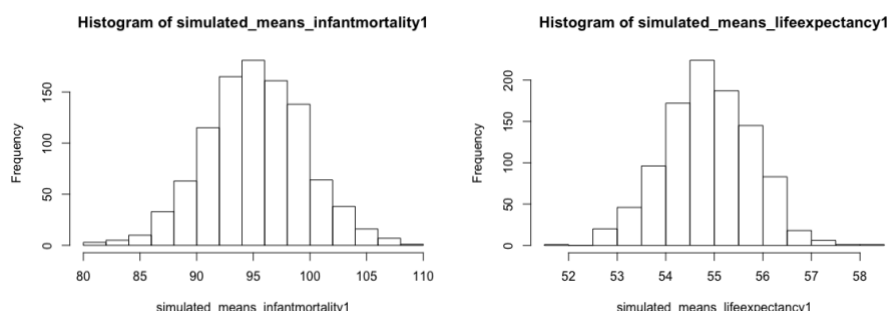 Histogram of simulated_means_infantmortality1
Frequency
150
100
50
0
80 85 90 95 100 105 110
simulated_means_infantmortality1
Histogram of simulated_means_lifeexpectancy1
Frequency
200
150
100
50
0
52 53 54 55 56 57 58
simulated_means_lifeexpectancy1